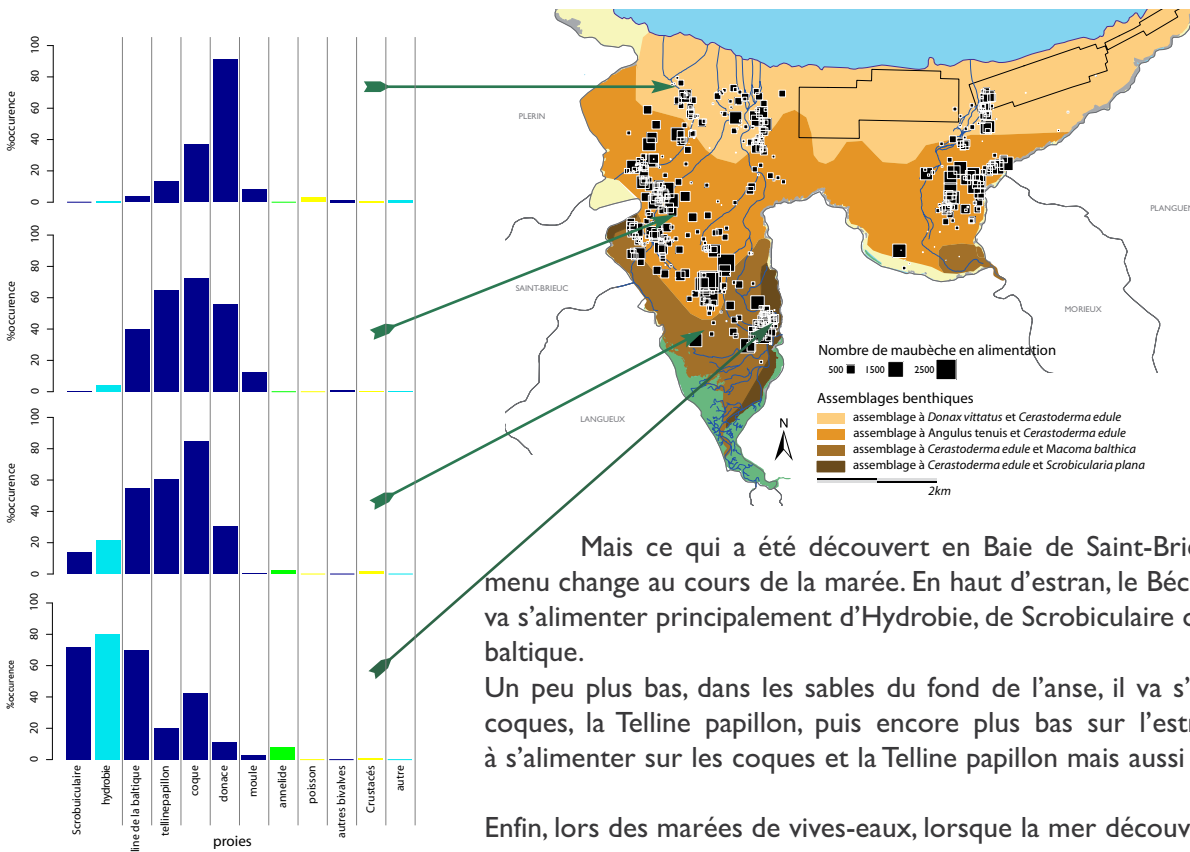 %occurence
100
80
60
40
20
0
%occurence
100
80
60
40
20
0
%occurence
100
80
60
40
20
0
%occurence
100
80
60
40
20
0
Scrobuiculaire
hydrobie
line de la baltique
tellinepapillon
coque
donace
moule
annelide
poisson
autres bivalves
Crustacés
autre
proies
PLERIN
SAINT-BRIEUC
LANGUEUX
PLANGUEN
MORIEUX
N
Nombre de maubèche en alimentation
500 1500 2500
Assemblages benthiques
assemblage à Donax vittatus et Cerastoderma edule
assemblage à Angulus tenuis et Cerastoderma edule
assemblage à Cerastoderma edule et Macoma balthica
assemblage à Cerastoderma edule et Scrobicularia plana
2km
Mais ce qui a été découvert en Baie de Saint-Brie
menu change au cours de la marée. En haut d'estran, le Béc
va s'alimenter principalement d'Hydrobie, de Scrobiculaire
baltique.
Un peu plus bas, dans les sables du fond de l'anse, il va s'
coques, la Telline papillon, puis encore plus bas sur l'estr
à s'alimenter sur les coques et la Telline papillon mais aussi
Enfin, lors des marées de vives-eaux, lorsque la mer découv